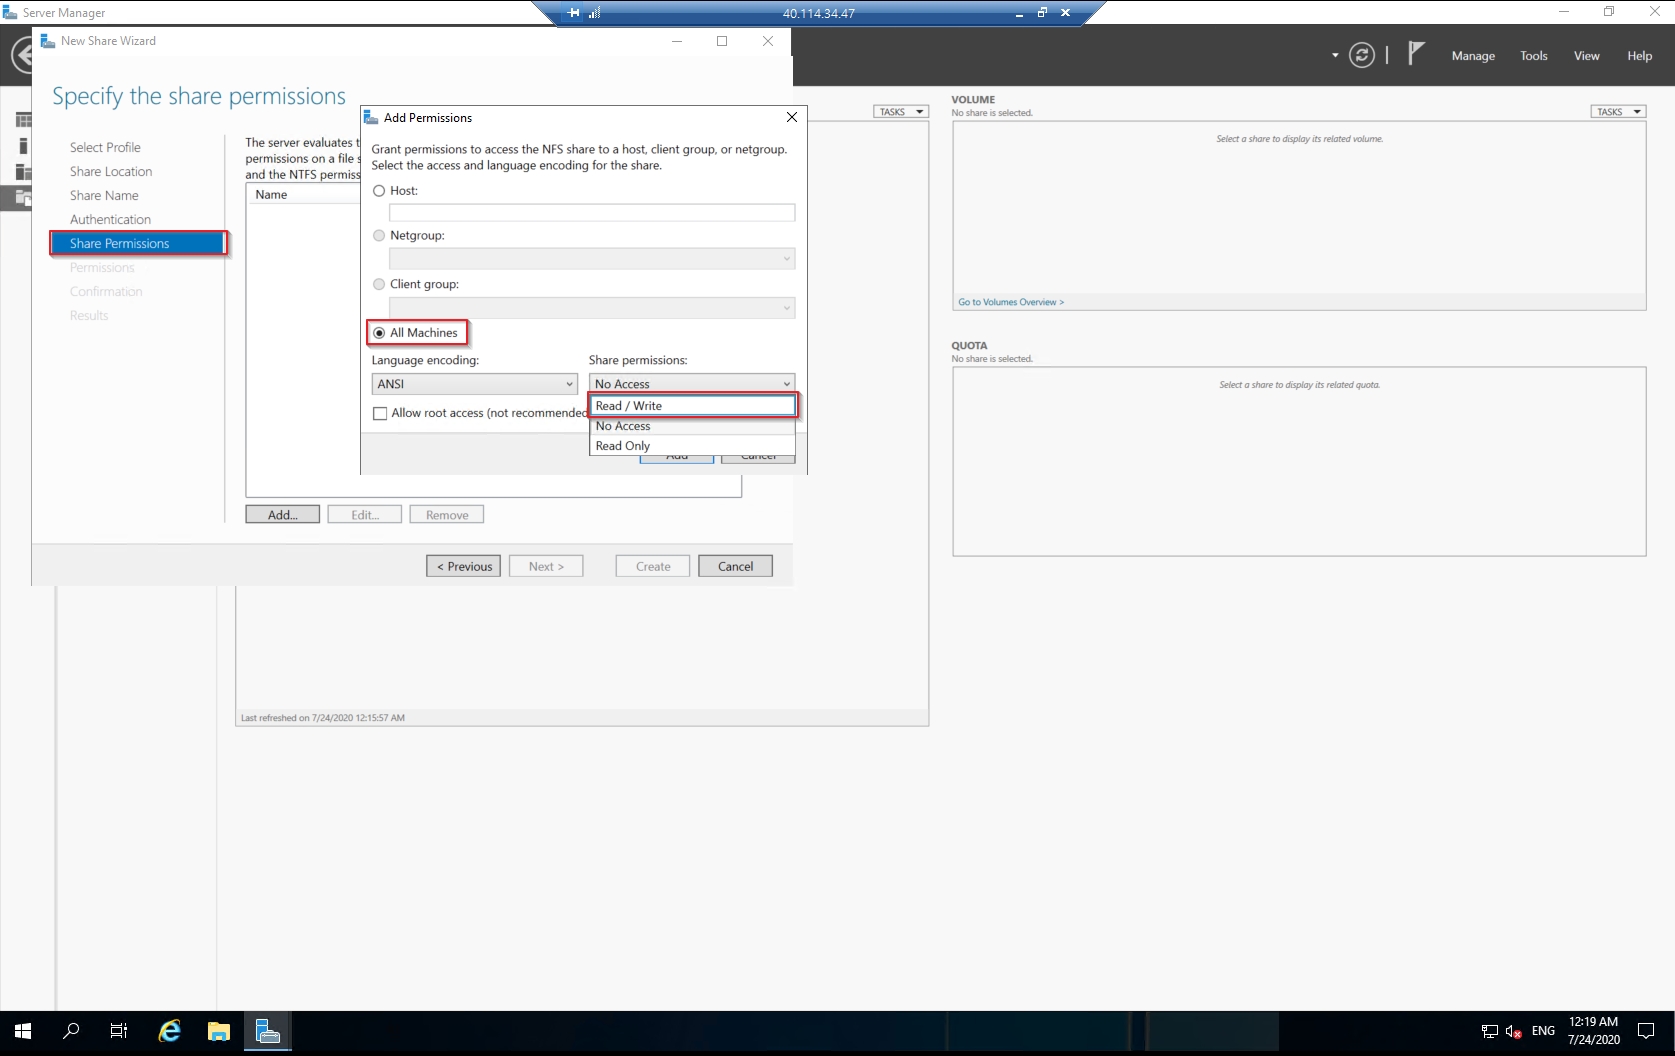 Server Manager
40.114.34.47
New Share Wizard
Manage
Tools
View
Help
Specify the share permissions
Select Profile
Share Location
Share Name
Authentication
Share Permissions
Permissions
Confirmation
Results
The server evaluates t
permissions on a file s
and the NTFS permiss
Name
Add Permissions
Grant permissions to access the NFS share to a host, client group, or netgroup.
Select the access and language encoding for the share.
Host:
Netgroup:
Client group:
All Machines
Language encoding:
Share permissions:
ANSI
No Access
Allow root access (not recommended
Read / Write
No Access
Read Only
Add
Cancel
Add...
Edit...
Remove
< Previous
Next >
Create
Cancel
TASKS
VOLUME
No share is selected.
TASKS
Select a share to display its related volume.
Go to Volumes Overview >
QUOTA
No share is selected.
Select a share to display its related quota.
Last refreshed on 7/24/2020 12:15:57 AM
ENG
12:19 AM
7/24/2020